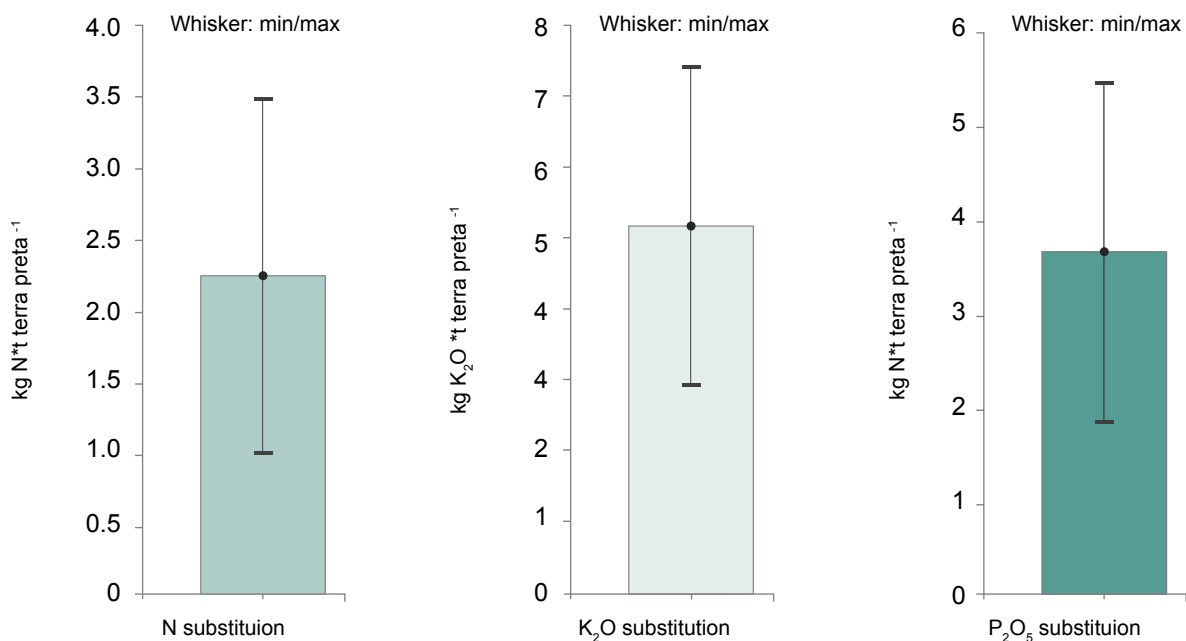 Whisker: min/max
4.0
3.5
3.0
2.5
2.0
1.5
1.0
0.5
0
kg N*t terra preta ⁻¹
N substituion
Whisker: min/max
8
7
6
5
4
4
2
1
0
kg K₂O *t terra preta ⁻¹
K₂O substitution
Whisker: min/max
6
5
4
3
2
1
0
kg N*t terra preta ⁻¹
P₂O₅ substitution